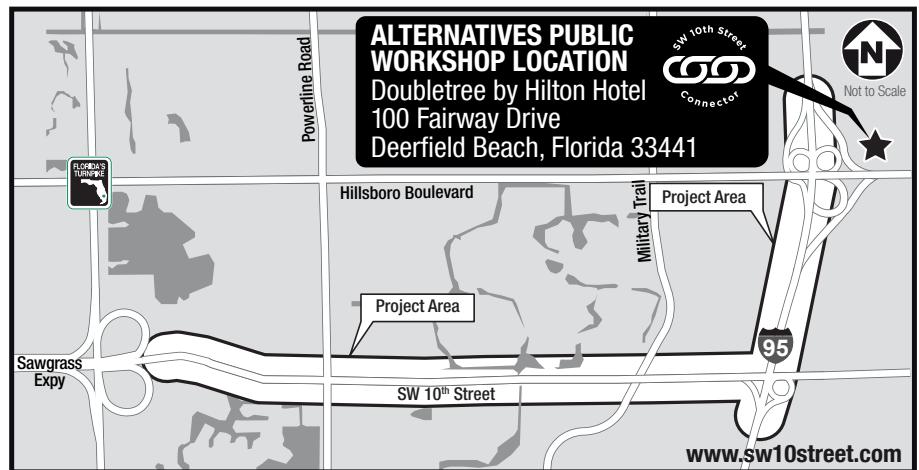 ALTERNATIVES PUBLIC
WORKSHOP LOCATION
Doubletree by Hilton Hotel
100 Fairway Drive
Deerfield Beach, Florida 33441
SW 10th Street
Connector
N
Not to Scale
Powerline Road
FLORIDA'S
TURNPIKE
Hillsboro Boulevard
Military Trail
Project Area
Project Area
95
Sawgrass
Expy
SW 10th Street
www.sw10street.com